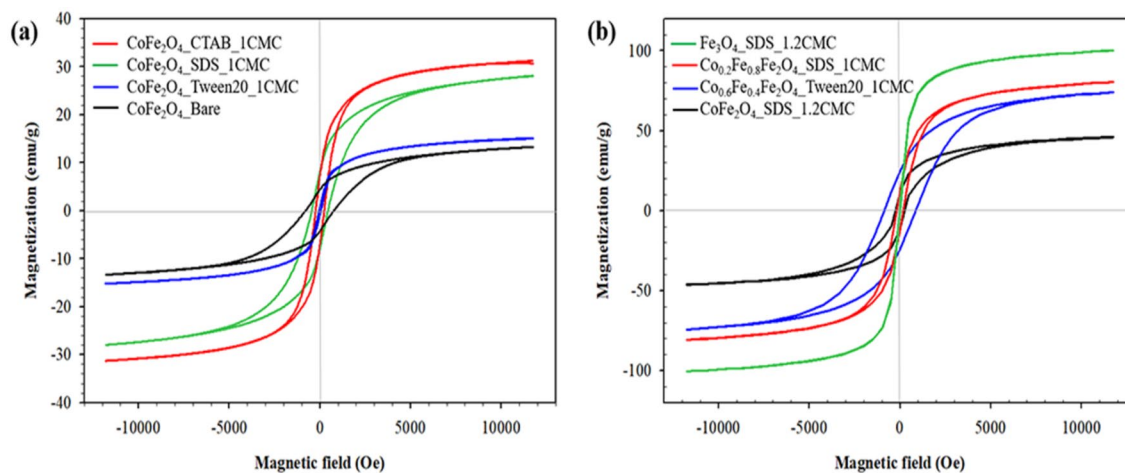 (a)
40
30
20
10
0
-10
-20
-30
-40
Magnetization (emu/g)
CoFe₂O₄_CTAB_1CMC
CoFe₂O₄_SDS_1CMC
CoFe₂O₄_Tween20_1CMC
CoFe₂O₄_Bare
-10000 -5000 0 5000 10000
Magnetic field (Oe)
(b)
100
50
0
-50
-100
Magnetization (emu/g)
Fe₃O₄_SDS_1.2CMC
Co₀.₂Fe₀.₈Fe₂O₄_SDS_1CMC
Co₀.₆Fe₀.₄Fe₂O₄_Tween20_1CMC
CoFe₂O₄_SDS_1.2CMC
-10000 -5000 0 5000 10000
Magnetic field (Oe)